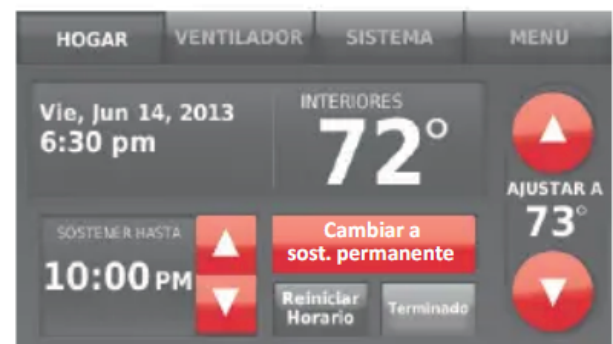 HOGAR VENTILADOR SISTEMA MENU
Vie, Jun 14, 2013
6:30 pm
INTERIORES
72°
AJUSTAR A
73°
SOSTENER HASTA
10:00 PM
Cambiar a
sost. permanente
Reiniciar
Horario
Terminado